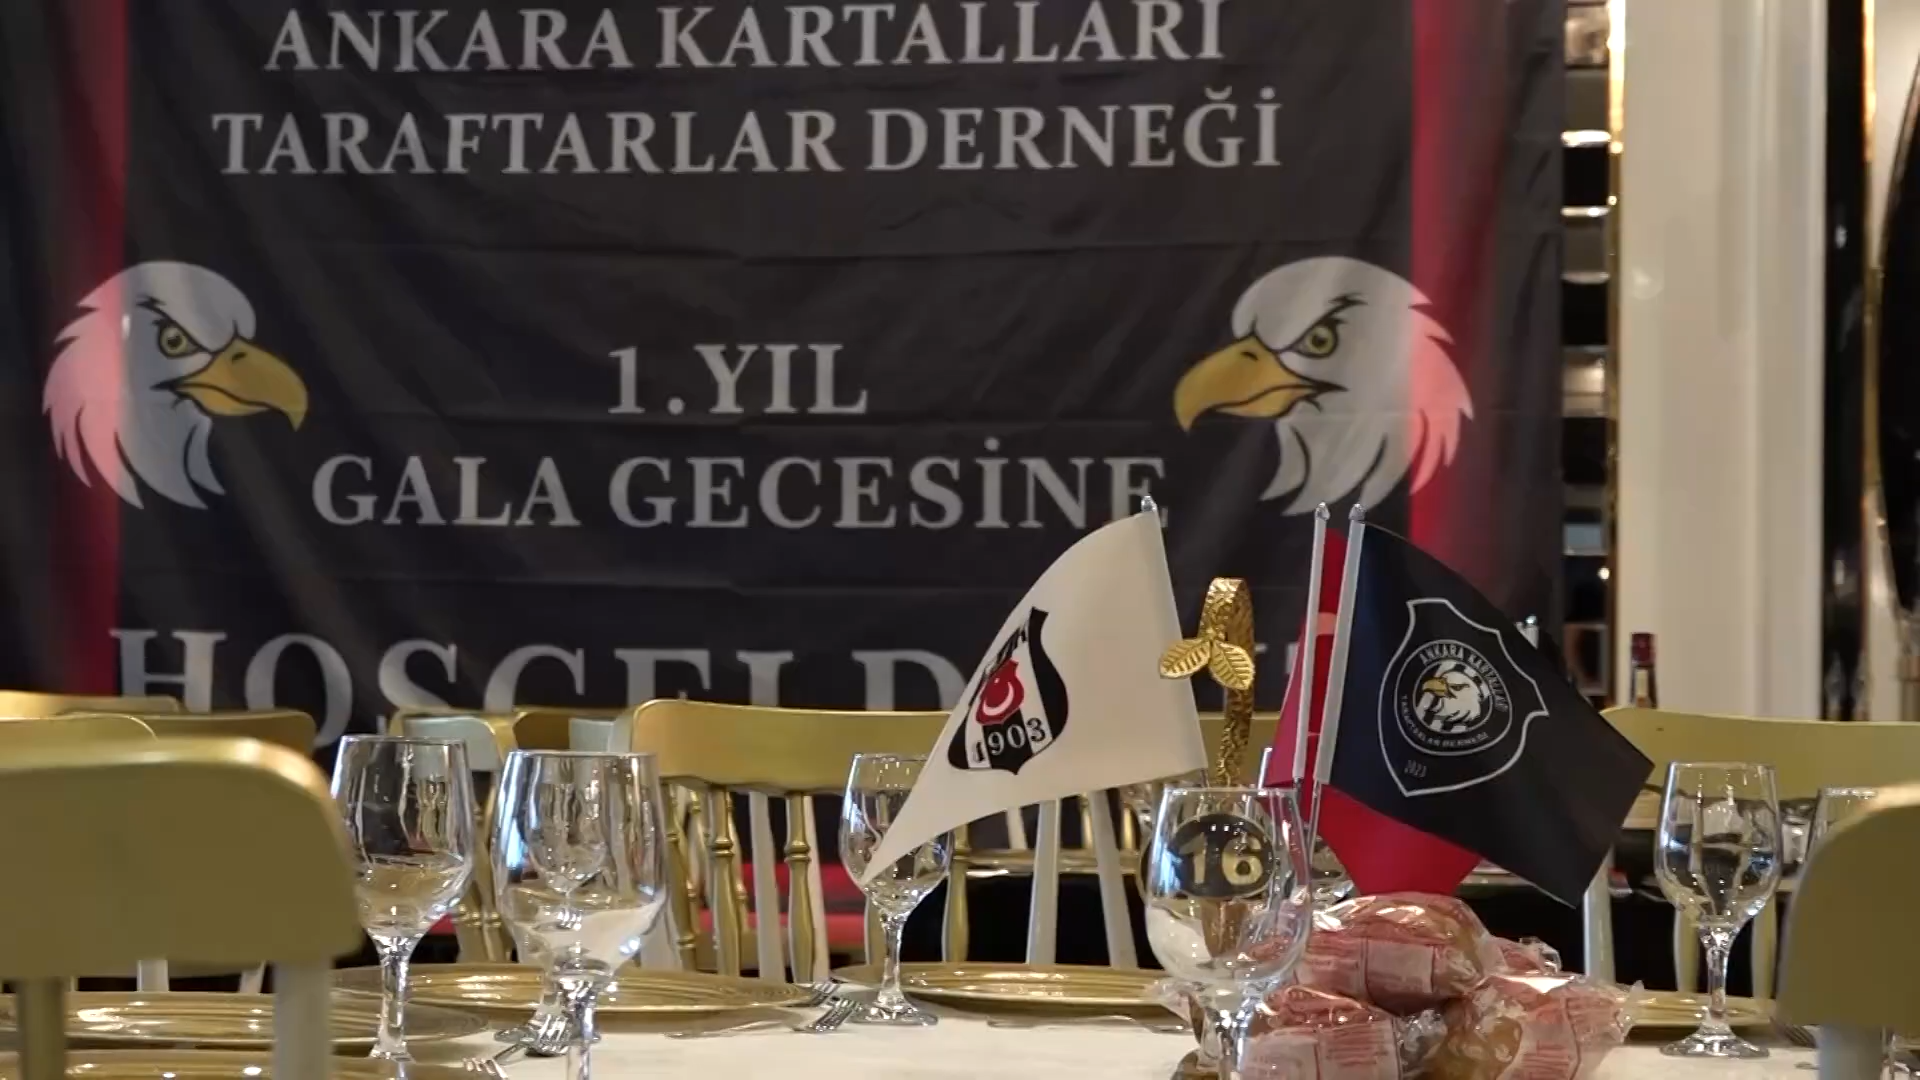 ANKARA KARTALLARI
TARAFTARLAR DERNEĞİ
1.YIL
GALA GECESİNE
1903
ANKARA KARTALLARI
TARAFTARLAR DERNEĞİ
2023
16